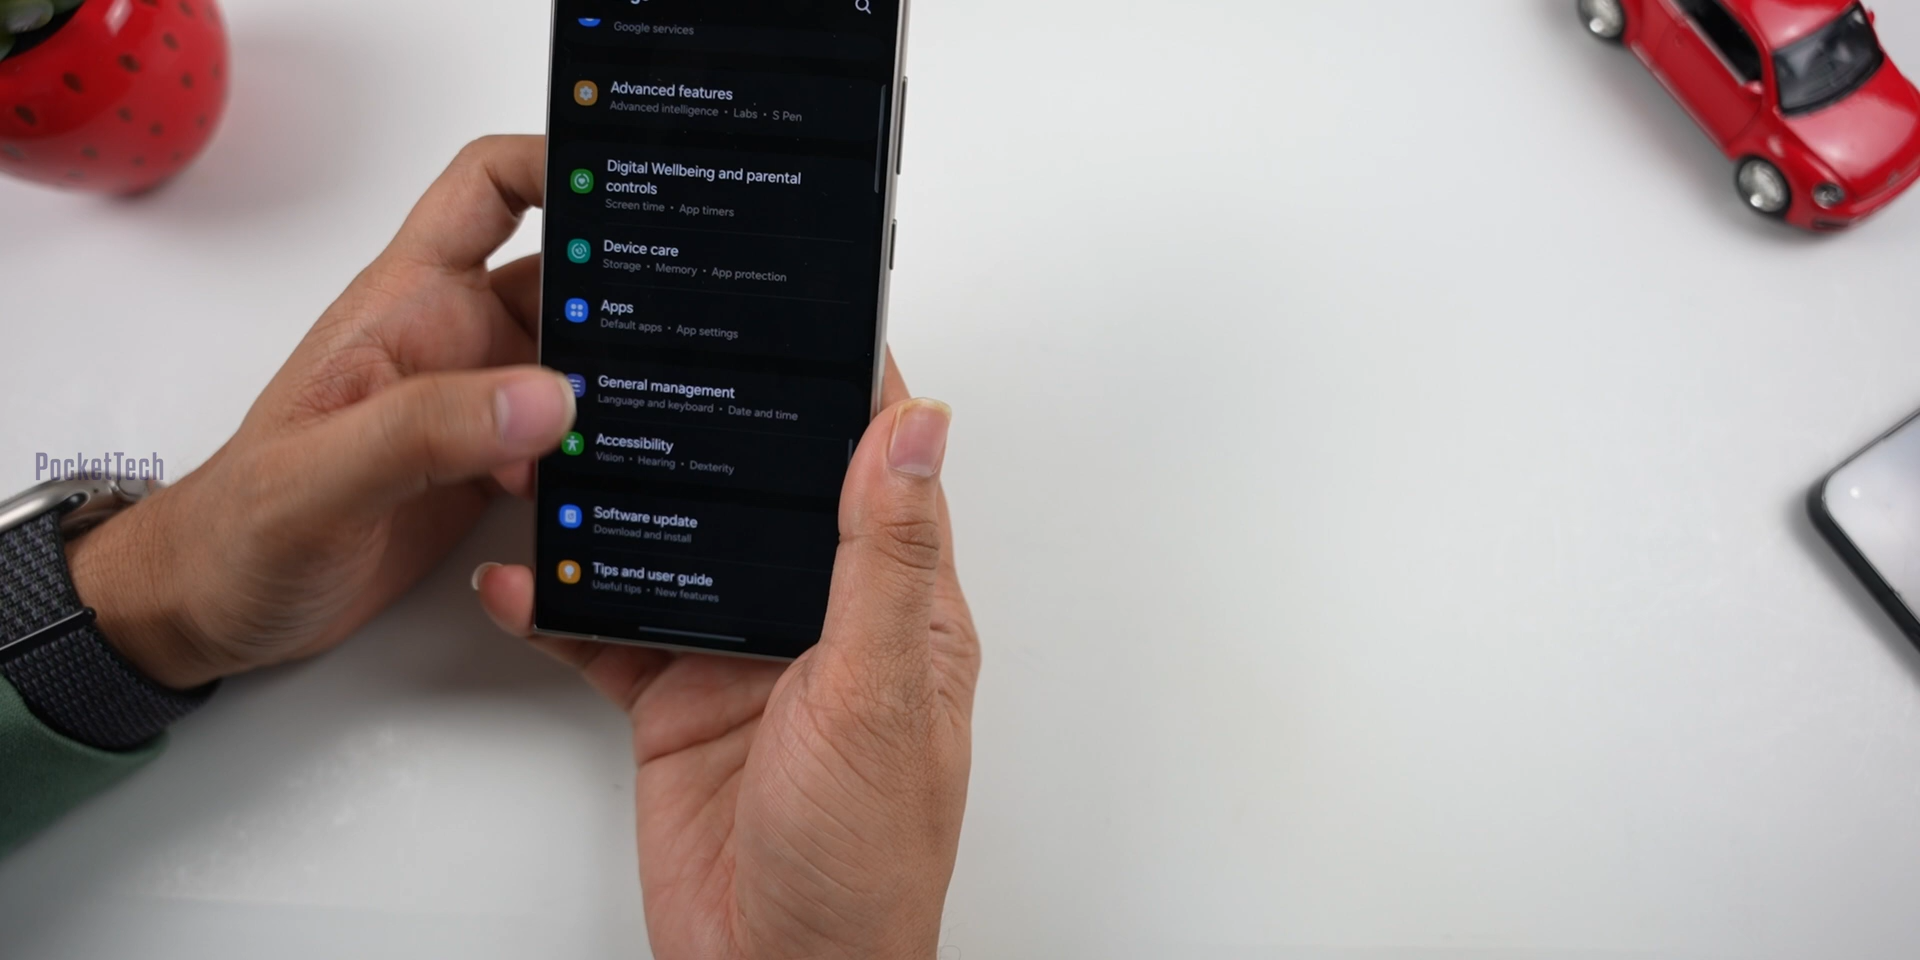 Google services
Advanced features
Advanced intelligence • Labs • S Pen
Digital Wellbeing and parental
controls
Screen time • App timers
Device care
Storage • Memory • App protection
Apps
Default apps • App settings
General management
Language and keyboard • Date and time
Accessibility
Vision • Hearing • Dexterity
PocketTech
Software update
Download and install
Tips and user guide
Useful tips • New features